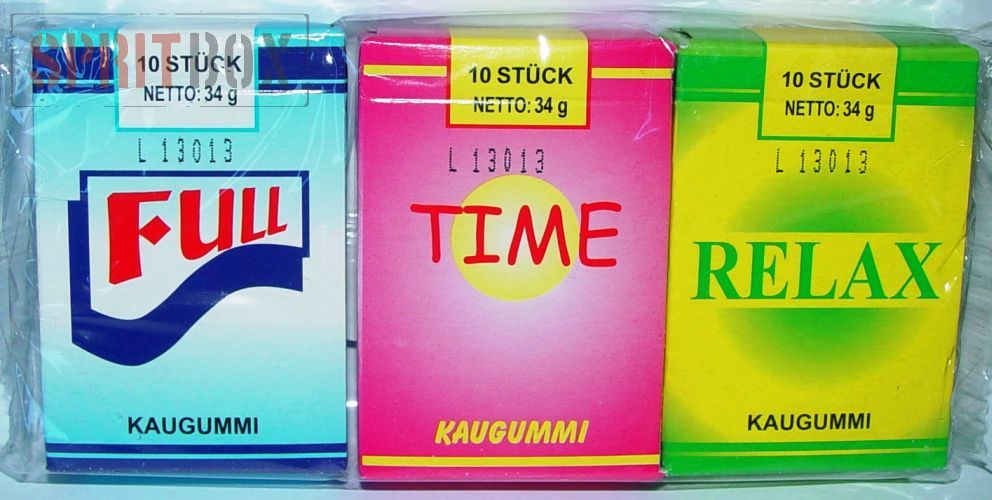 SPRITBOX
10 STÜCK
NETTO: 34 g
L 13013
FULL
KAUGUMMI
10 STÜCK
NETTO: 34 g
L 13013
TIME
KAUGUMMI
10 STÜCK
NETTO: 34 g
L 13013
RELAX
KAUGUMMI